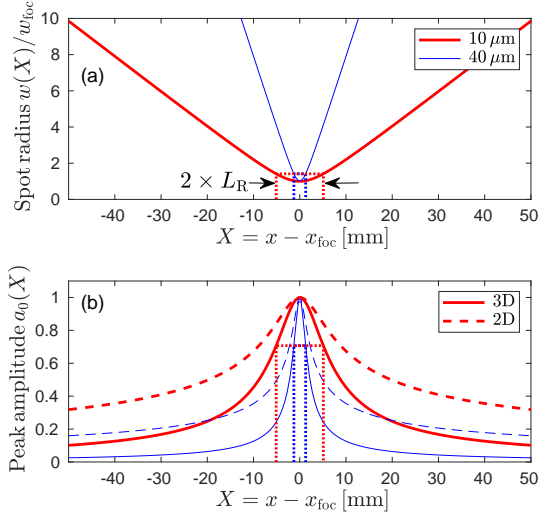 Spot radius w(X)/w_foc
10
8
6
4
2
0
(a)
10 μm
40 μm
2 × L_R
-40 -30 -20 -10 0 10 20 30 40 50
X = x − x_foc [mm]
Peak amplitude a_0(X)
1
0.8
0.6
0.4
0.2
0
(b)
3D
2D
-40 -30 -20 -10 0 10 20 30 40 50
X = x − x_foc [mm]